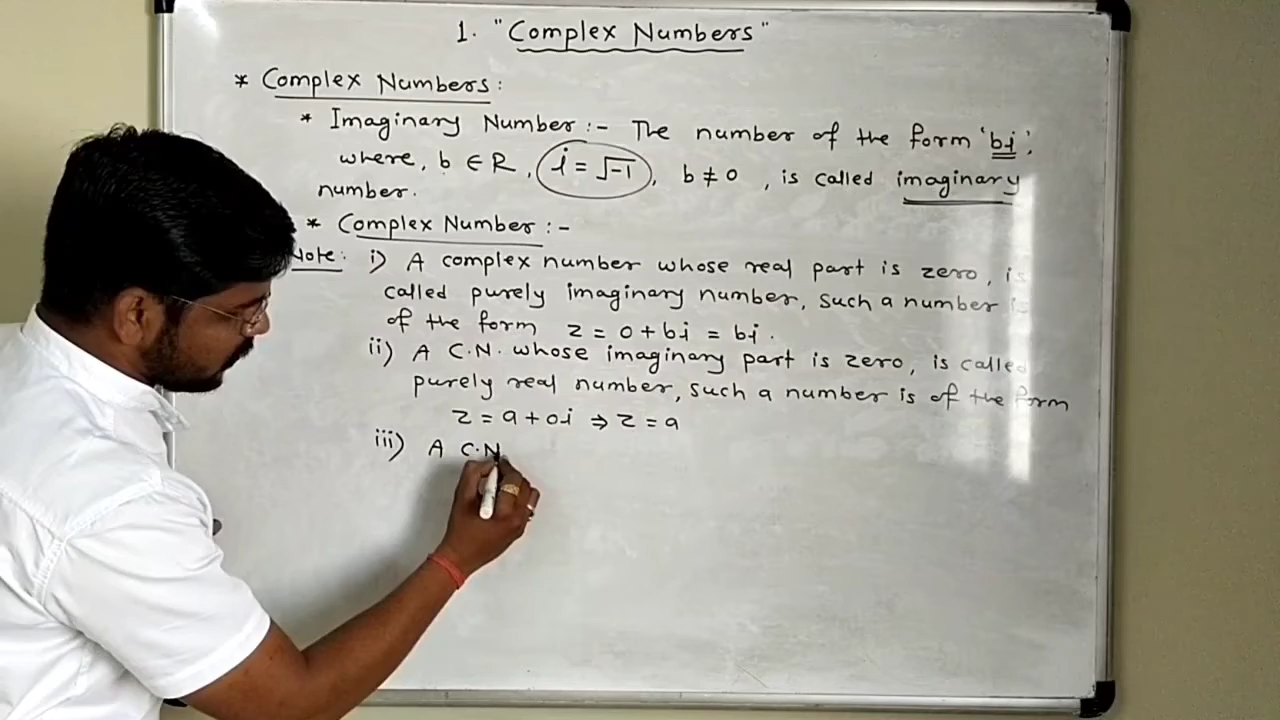 1. "Complex Numbers"
* Complex Numbers:
* Imaginary Number :- The number of the form 'bi',
where, b ∈ R, i = √-1, b ≠ 0, is called imaginary
number.
* Complex Number :-
Note: i) A complex number whose real part is zero, is
called purely imaginary number, such a number is
of the form z = 0 + bi = bi.
ii) A C.N. whose imaginary part is zero, is called
purely real number, such a number is of the form
z = a + 0i ⇒ z = a
iii) A C.N